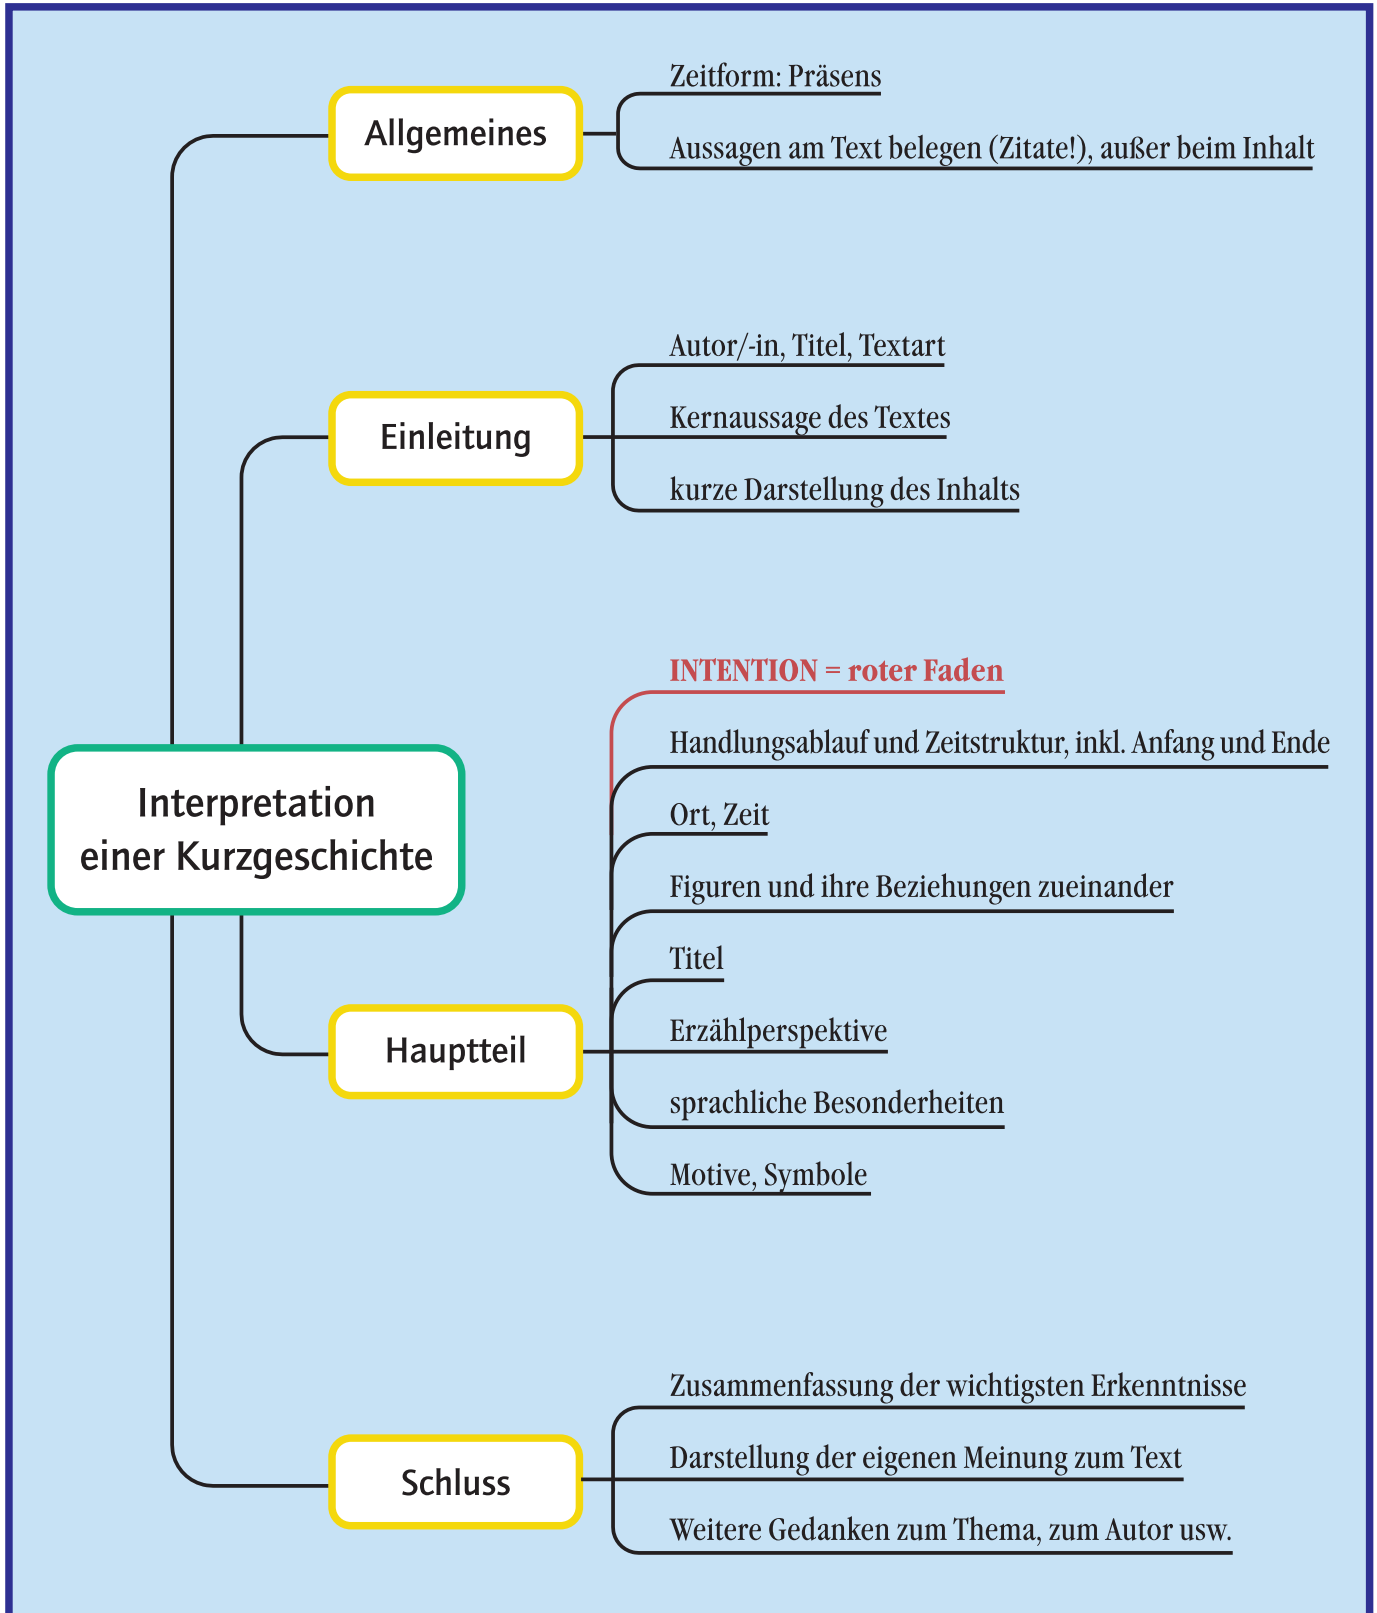 Allgemeines
Zeitform: Präsens
Aussagen am Text belegen (Zitate!), außer beim Inhalt
Einleitung
Autor/-in, Titel, Textart
Kernaussage des Textes
kurze Darstellung des Inhalts
Interpretation
einer Kurzgeschichte
Hauptteil
INTENTION = roter Faden
Handlungsablauf und Zeitstruktur, inkl. Anfang und Ende
Ort, Zeit
Figuren und ihre Beziehungen zueinander
Titel
Erzählperspektive
sprachliche Besonderheiten
Motive, Symbole
Schluss
Zusammenfassung der wichtigsten Erkenntnisse
Darstellung der eigenen Meinung zum Text
Weitere Gedanken zum Thema, zum Autor usw.